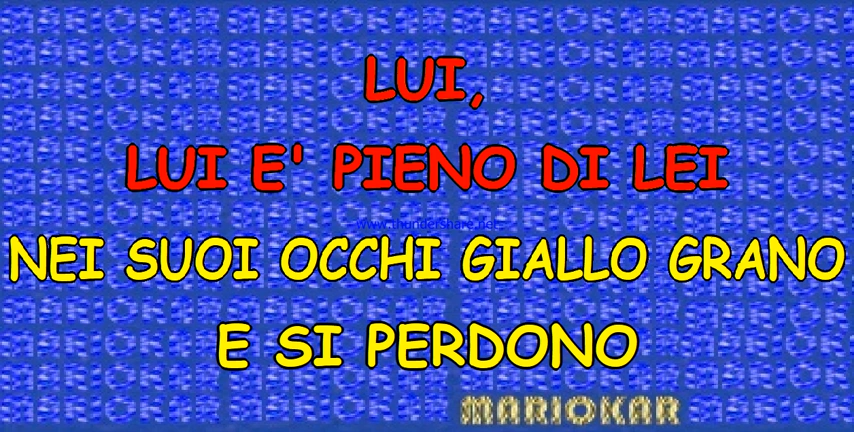 LUI,
LUI E' PIENO DI LEI
www.thundershare.net
NEI SUOI OCCHI GIALLO GRANO
E SI PERDONO
MARIOKAR